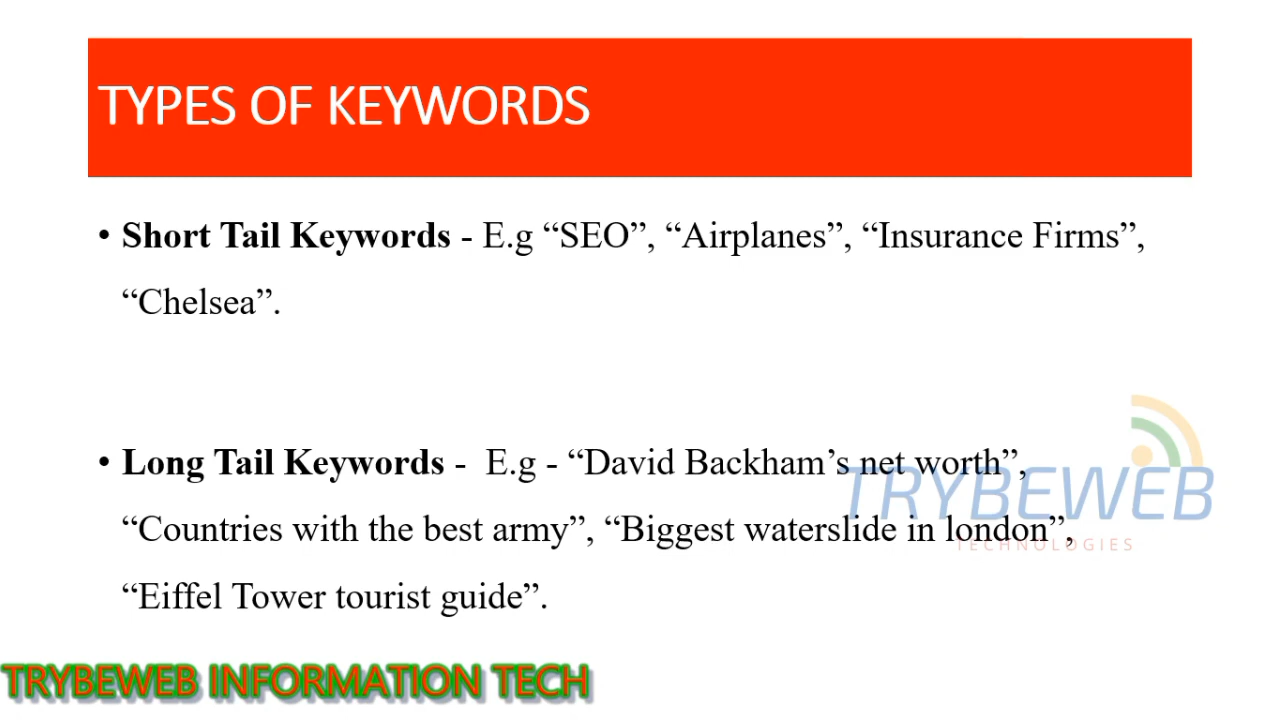 TYPES OF KEYWORDS
• Short Tail Keywords - E.g “SEO”, “Airplanes”, “Insurance Firms”,
“Chelsea”.
• Long Tail Keywords -  E.g - “David Backham’s net worth”,
“Countries with the best army”, “Biggest waterslide in london”,
“Eiffel Tower tourist guide”.
TRYBEWEB
TECHNOLOGIES
TRYBEWEB INFORMATION TECH